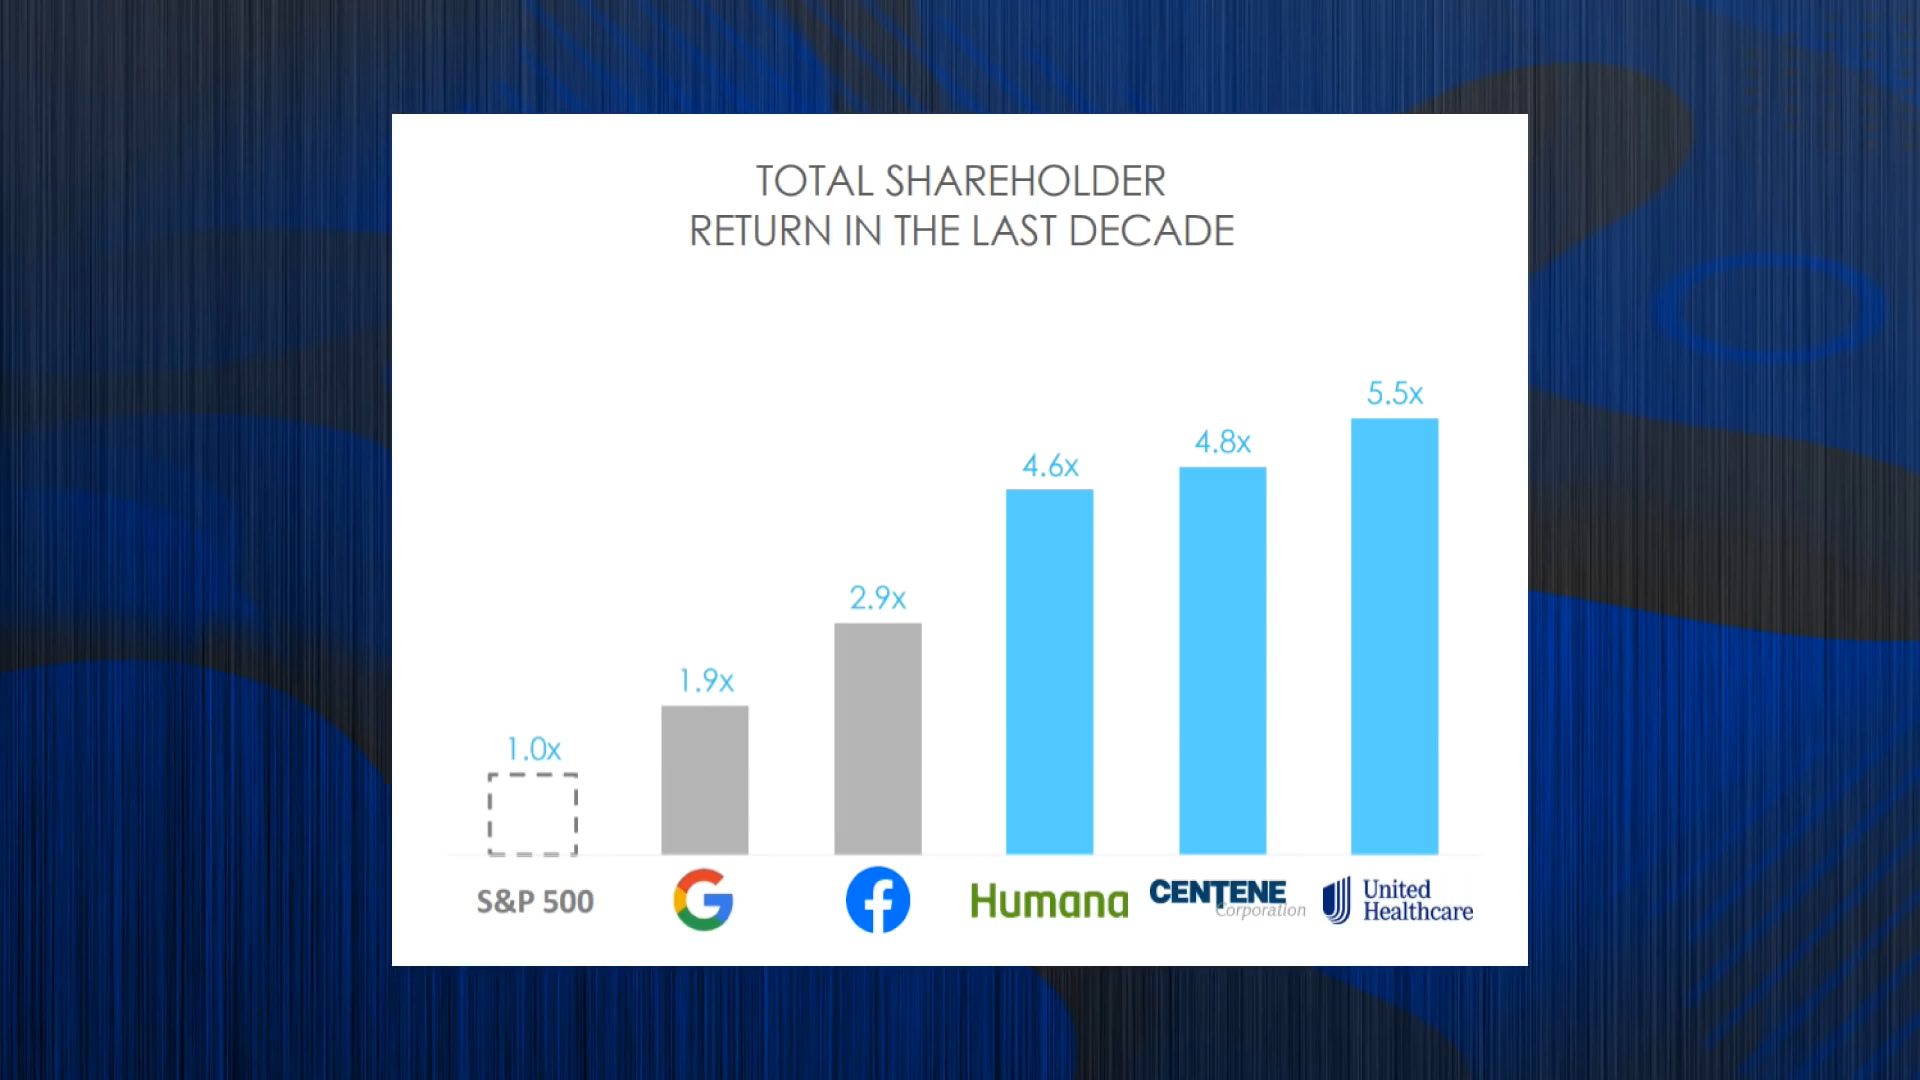 TOTAL SHAREHOLDER
RETURN IN THE LAST DECADE
5.5x
4.8x
4.6x
2.9x
1.9x
1.0x
S&P 500
Humana
CENTENE
Corporation
United
Healthcare